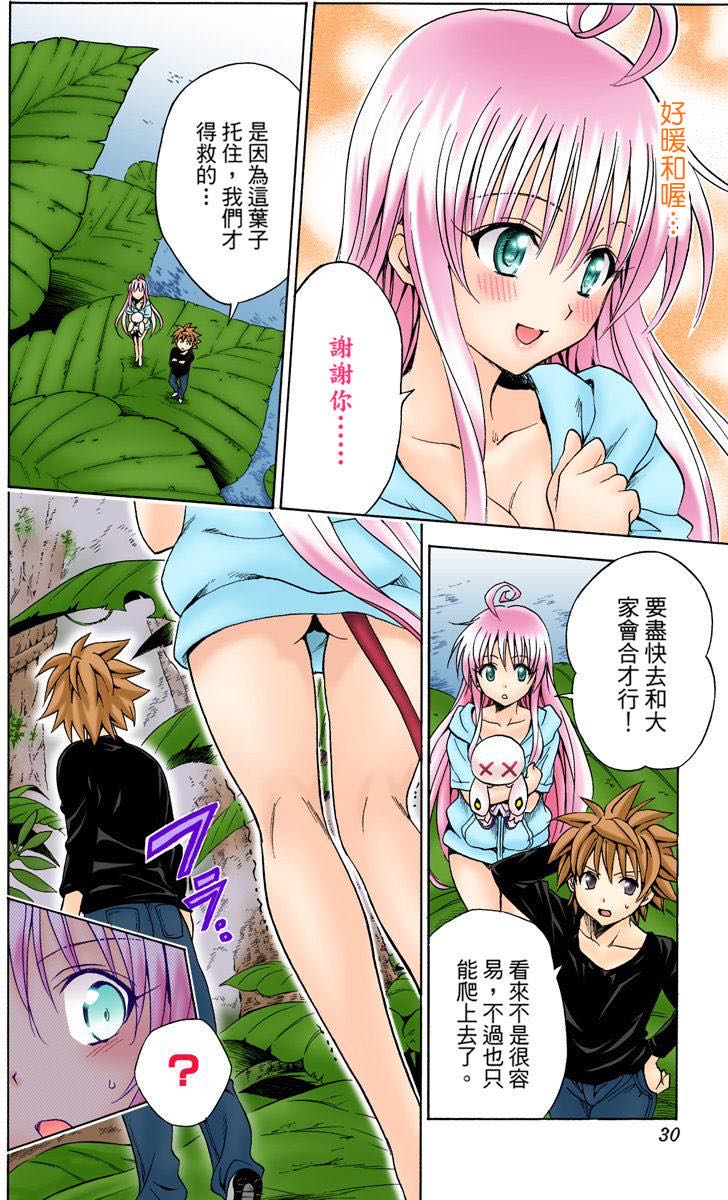 好暖和喔…
謝謝你……
是因為這葉子
托住，我們才
得救的…
要盡快去和大
家會合才行！
看來不是很容
易，不過也只
能爬上去了。
フラ。
？
30